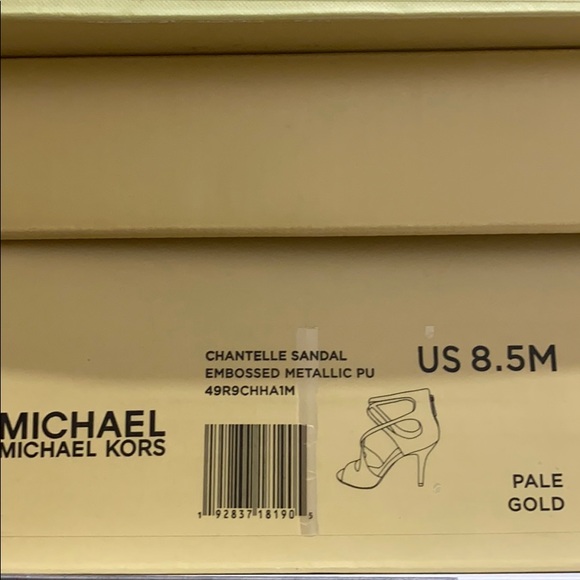 CHANTELLE SANDAL
EMBOSSED METALLIC PU
49R9CHHA1M
US 8.5M
MICHAEL
MICHAEL KORS
1 92837 18190 5
PALE
GOLD